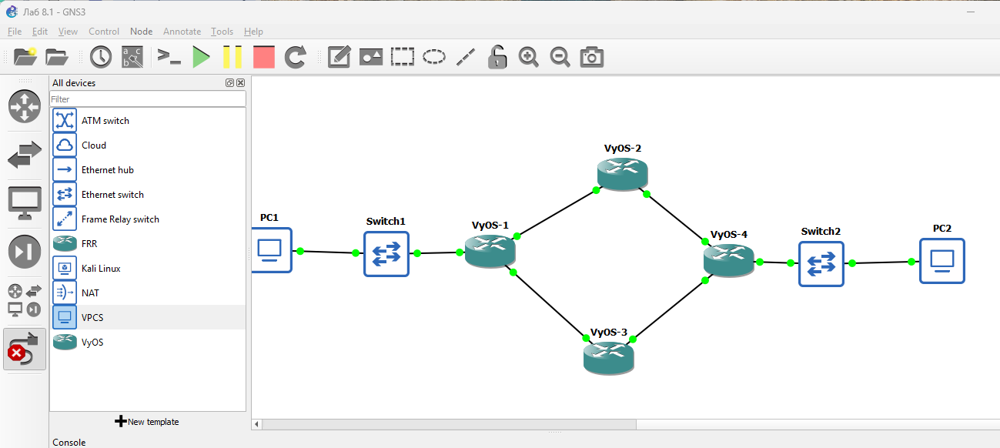 Лаб 8.1 - GNS3
File Edit View Control Node Annotate Tools Help
All devices
Filter
ATM switch
Cloud
Ethernet hub
Ethernet switch
Frame Relay switch
FRR
Kali Linux
NAT
VPCS
VyOS
New template
Console
VyOS-2
PC1
Switch1
VyOS-1
VyOS-4
Switch2
PC2
VyOS-3